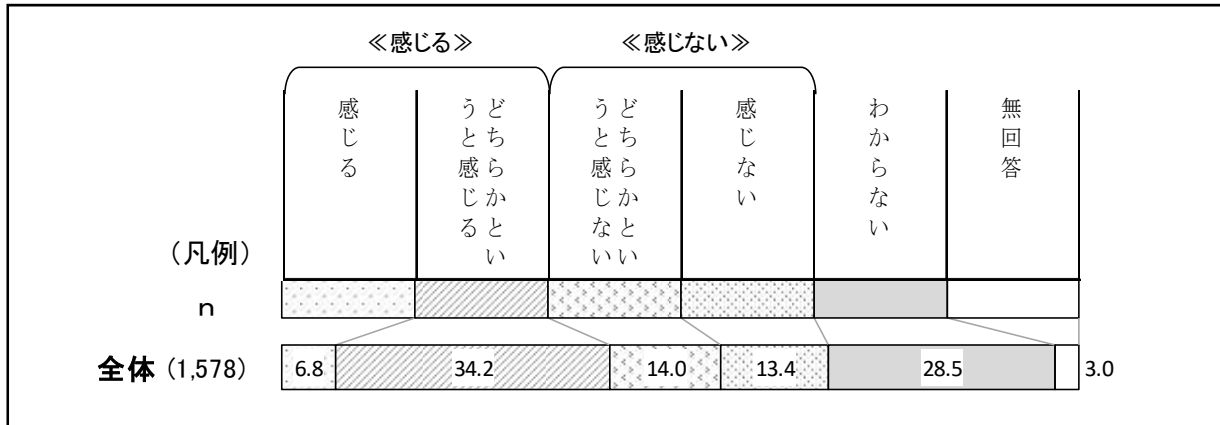 ≪感じる≫
≪感じない≫
感じる
どちらかとい
うと感じる
どちらかとい
うと感じない
感じない
わからない
無回答
（凡例）
ｎ
全体 (1,578)
6.8
34.2
14.0
13.4
28.5
3.0